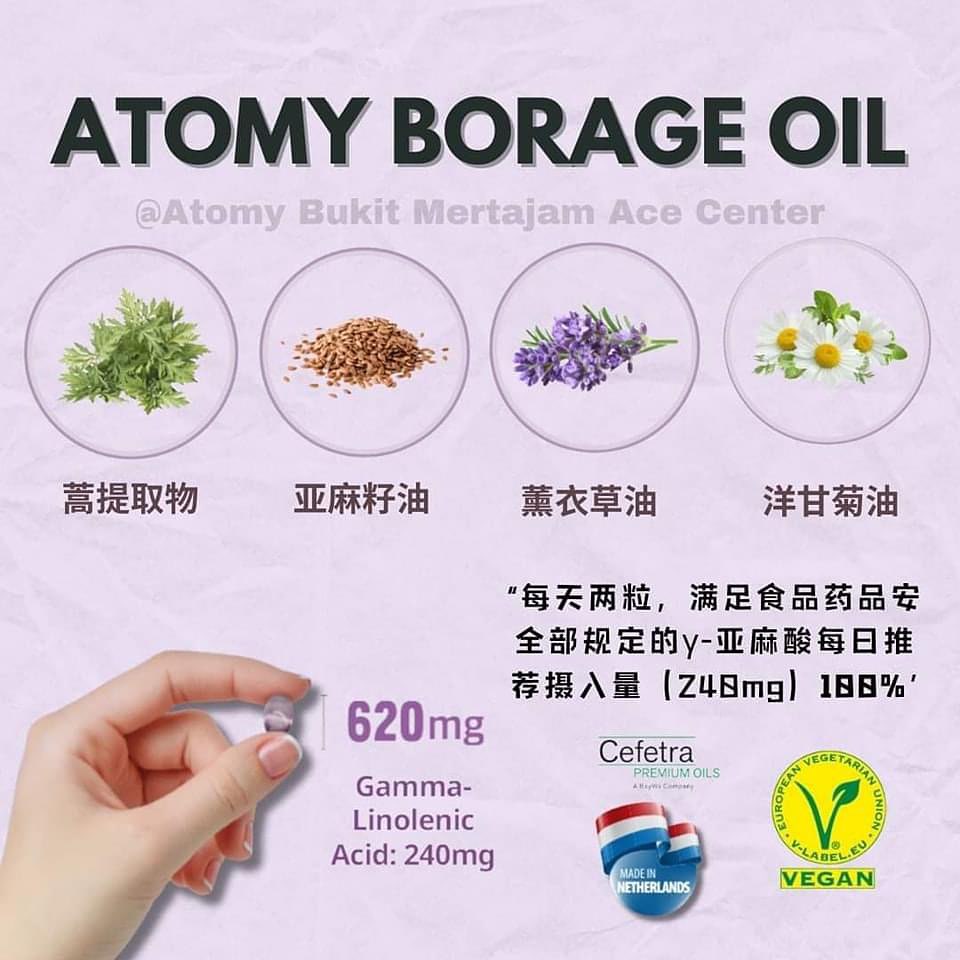 ATOMY BORAGE OIL
@Atomy Bukit Mertajam Ace Center
蒿提取物
亚麻籽油
薰衣草油
洋甘菊油
“每天两粒，满足食品药品安
全部规定的γ-亚麻酸每日推
荐摄入量（240mg）100%’
620mg
Gamma-
Linolenic
Acid: 240mg
Cefetra
PREMIUM OILS
A BayWa Company
MADE IN
NETHERLANDS
EUROPEAN VEGETARIAN UNION
V-LABEL.EU
®
VEGAN